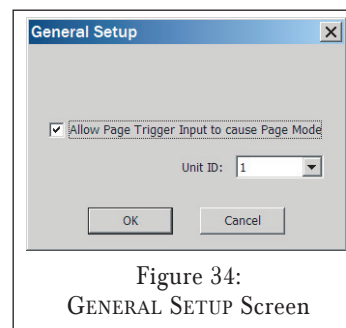 General Setup
Allow Page Trigger Input to cause Page Mode
Unit ID: 1
OK Cancel
Figure 34:
GENERAL SETUP Screen